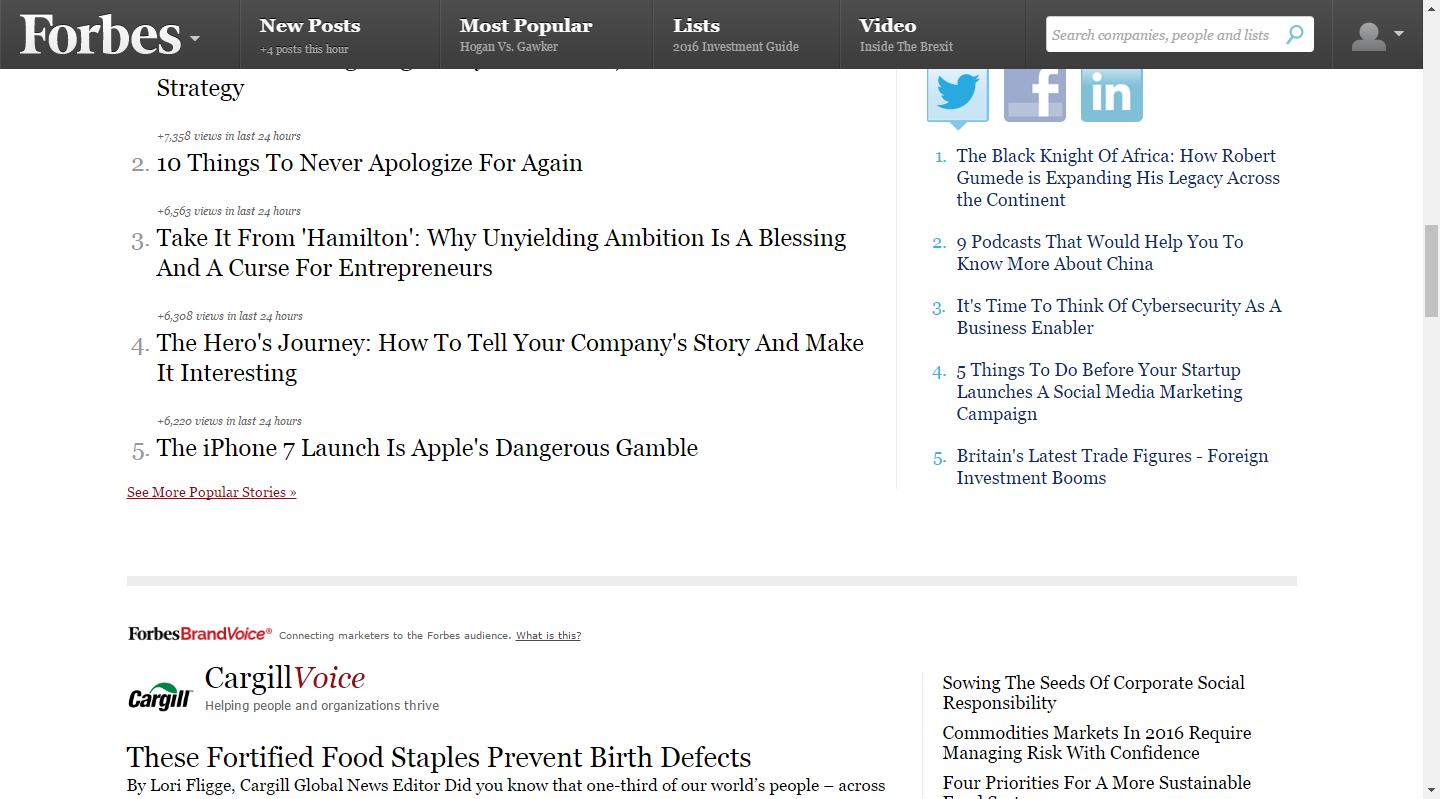 Forbes
New Posts
+4 posts this hour
Most Popular
Hogan Vs. Gawker
Lists
2016 Investment Guide
Video
Inside The Brexit
Search companies, people and lists
Strategy
+7,358 views in last 24 hours
2. 10 Things To Never Apologize For Again
+6,563 views in last 24 hours
3. Take It From 'Hamilton': Why Unyielding Ambition Is A Blessing
And A Curse For Entrepreneurs
+6,308 views in last 24 hours
4. The Hero's Journey: How To Tell Your Company's Story And Make
It Interesting
+6,220 views in last 24 hours
5. The iPhone 7 Launch Is Apple's Dangerous Gamble
See More Popular Stories »
f
in
1. The Black Knight Of Africa: How Robert
Gumede is Expanding His Legacy Across
the Continent
2. 9 Podcasts That Would Help You To
Know More About China
3. It's Time To Think Of Cybersecurity As A
Business Enabler
4. 5 Things To Do Before Your Startup
Launches A Social Media Marketing
Campaign
5. Britain's Latest Trade Figures - Foreign
Investment Booms
ForbesBrandVoice® Connecting marketers to the Forbes audience. What is this?
Cargill
CargillVoice
Helping people and organizations thrive
These Fortified Food Staples Prevent Birth Defects
By Lori Fligge, Cargill Global News Editor Did you know that one-third of our world's people – across
Sowing The Seeds Of Corporate Social
Responsibility
Commodities Markets In 2016 Require
Managing Risk With Confidence
Four Priorities For A More Sustainable